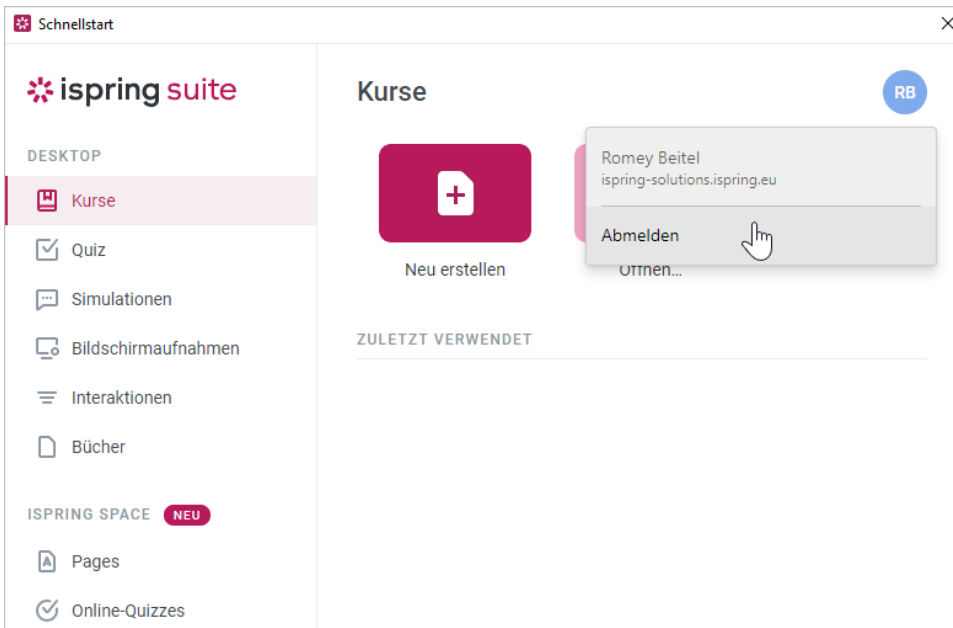 Schnellstart
ispring suite
DESKTOP
Kurse
Quiz
Simulationen
Bildschirmaufnahmen
Interaktionen
Bücher
ISPRING SPACE NEU
Pages
Online-Quizzes
Kurse
RB
Romey Beitel
ispring-solutions.ispring.eu
Abmelden
Neu erstellen
Öffnen...
ZULETZT VERWENDET